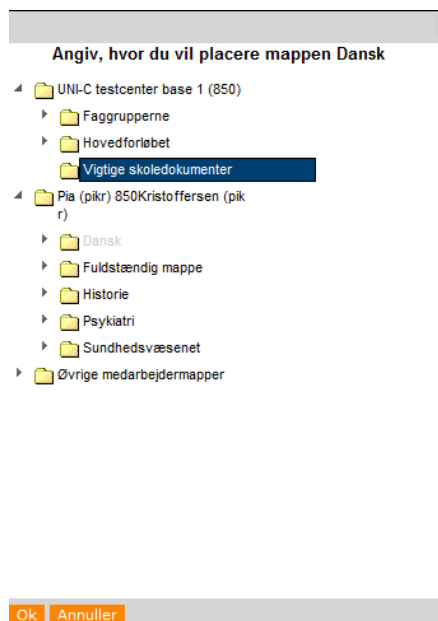 Angiv, hvor du vil placere mappen Dansk
UNI-C testcenter base 1 (850)
Faggrupperne
Hovedforløbet
Vigtige skoledokumenter
Pia (pikr) 850Kristoffersen (pik
r)
Dansk
Fuldstændig mappe
Historie
Psykiatri
Sundhedsvæsenet
Øvrige medarbejdermapper
Ok Annuller